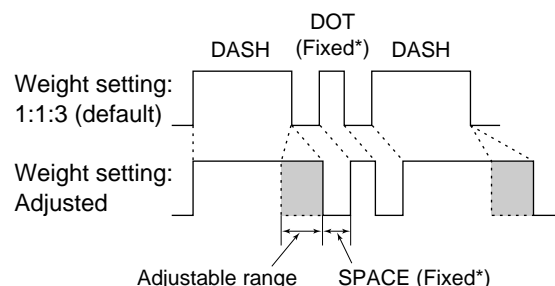 DOT
(Fixed*)
DASH
DASH
Weight setting:
1:1:3 (default)
Weight setting:
Adjusted
Adjustable range
SPACE (Fixed*)